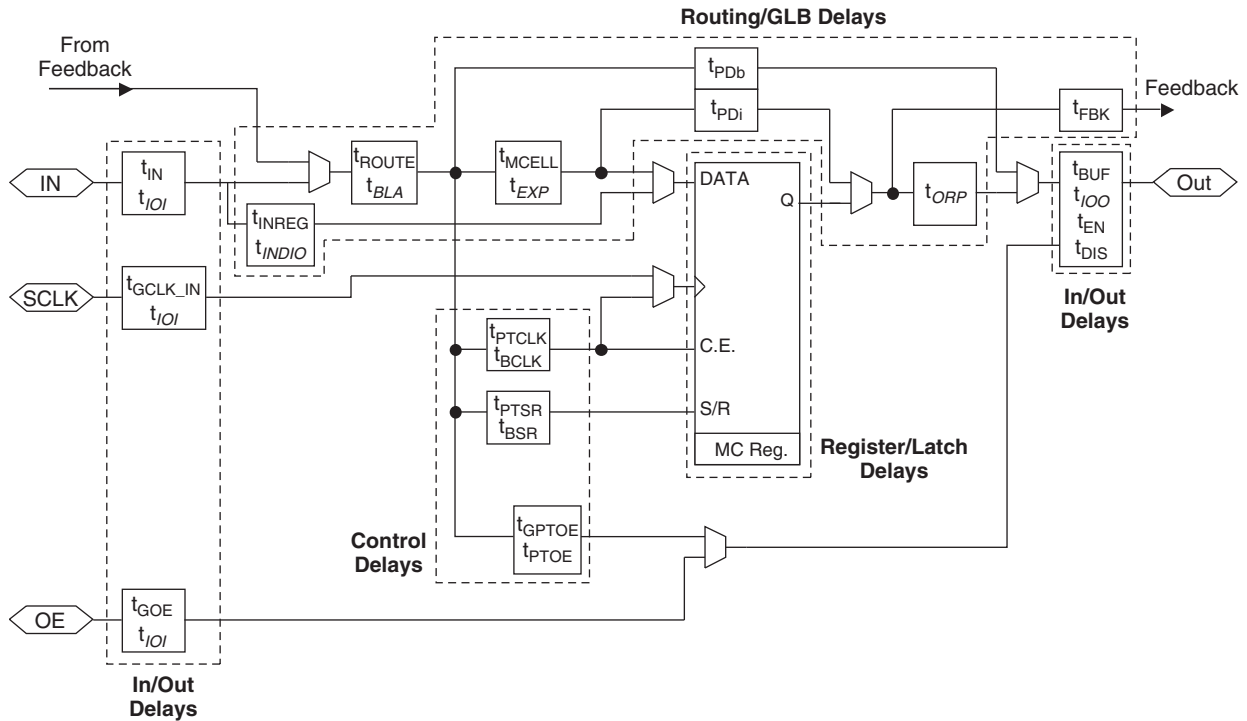 Routing/GLB Delays
From
Feedback
tPDb
tPDi
tFBK
Feedback
IN
tIN
tIOI
tROUTE
tBLA
tMCELL
tEXP
tINREG
tINDIO
DATA
Q
tORP
tBUF
tIOO
tEN
tDIS
Out
In/Out
Delays
SCLK
tGCLK_IN
tIOI
tPTCLK
tBCLK
C.E.
tPTSR
tBSR
S/R
MC Reg.
Register/Latch
Delays
Control
Delays
tGPTOE
tPTOE
OE
tGOE
tIOI
In/Out
Delays